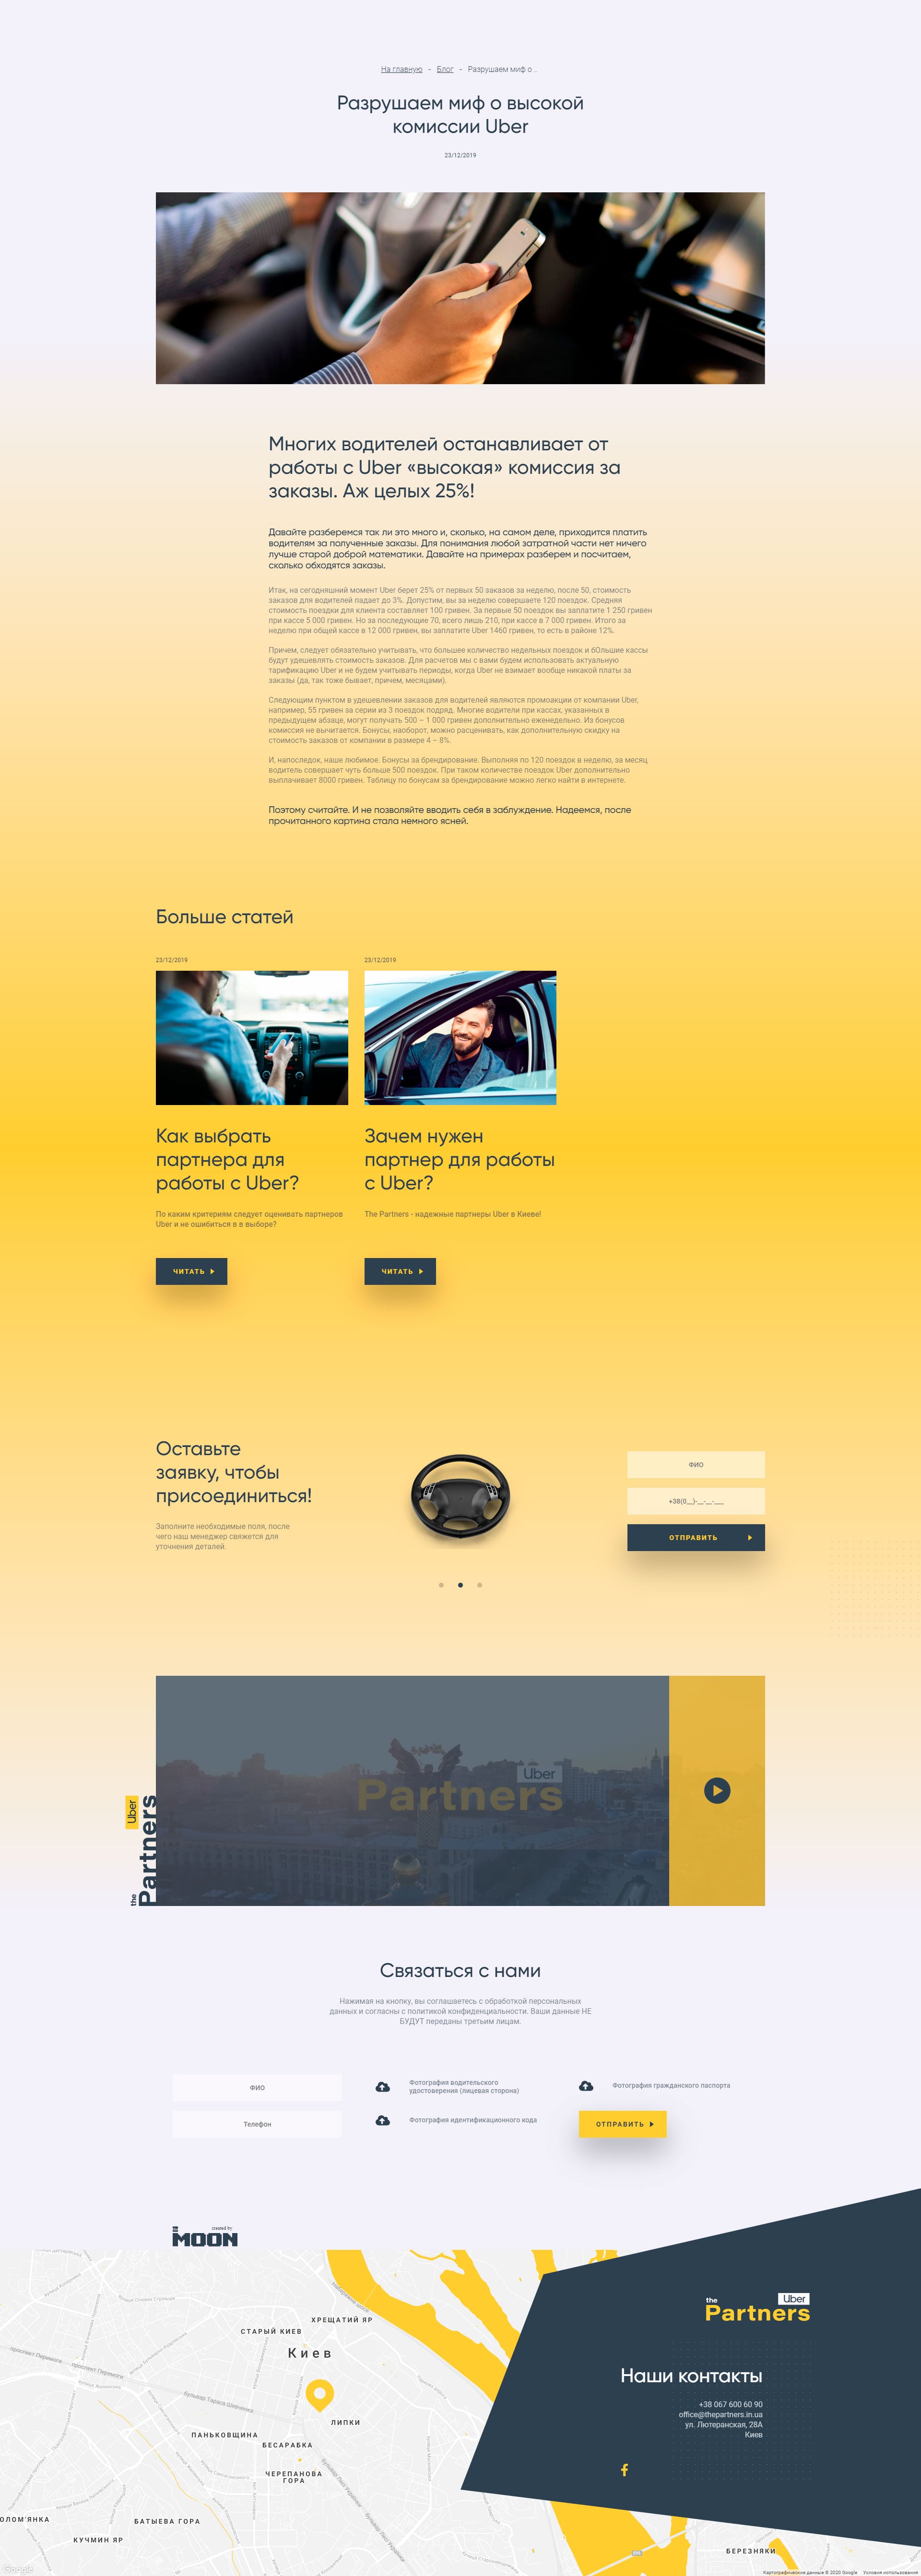 На главную - Блог - Разрушаем миф о ..
Разрушаем миф о высокой
комиссии Uber
23/12/2019
Многих водителей останавливает от
работы с Uber «высокая» комиссия за
заказы. Аж целых 25%!
Давайте разберемся так ли это много и, сколько, на самом деле, приходится платить
водителям за полученные заказы. Для понимания любой затратной части нет ничего
лучше старой доброй математики. Давайте на примерах разберем и посчитаем,
сколько обходятся заказы.
Итак, на сегодняшний момент Uber берет 25% от первых 50 заказов за неделю, после 50, стоимость
заказов для водителей падает до 3%. Допустим, вы за неделю совершаете 120 поездок. Средняя
стоимость поездки для клиента составляет 100 гривен. За первые 50 поездок вы заплатите 1 250 гривен
при кассе 5 000 гривен. Но за последующие 70, всего лишь 210, при кассе в 7 000 гривен. Итого за
неделю при общей кассе в 12 000 гривен, вы заплатите Uber 1460 гривен, то есть в районе 12%.
Причем, следует обязательно учитывать, что большее количество недельных поездок и бОльшие кассы
будут удешевлять стоимость заказов. Для расчетов мы с вами будем использовать актуальную
тарификацию Uber и не будем учитывать периоды, когда Uber не взимает вообще никакой платы за
заказы (да, так тоже бывает, причем, месяцами).
Следующим пунктом в удешевлении заказов для водителей являются промоакции от компании Uber,
например, 55 гривен за серии из 3 поездок подряд. Многие водители при кассах, указанных в
предыдущем абзаце, могут получать 500 – 1 000 гривен дополнительно еженедельно. Из бонусов
комиссия не вычитается. Бонусы, наоборот, можно расценивать, как дополнительную скидку на
стоимость заказов от компании в размере 4 – 8%.
И, напоследок, наше любимое. Бонусы за брендирование. Выполняя по 120 поездок в неделю, за месяц
водитель совершает чуть больше 500 поездок. При таком количестве поездок Uber дополнительно
выплачивает 8000 гривен. Таблицу по бонусам за брендирование можно легко найти в интернете.
Поэтому считайте. И не позволяйте вводить себя в заблуждение. Надеемся, после
прочитанного картина стала немного ясней.
Больше статей
23/12/2019
Как выбрать
партнера для
работы с Uber?
По каким критериям следует оценивать партнеров
Uber и не ошибиться в в выборе?
ЧИТАТЬ
23/12/2019
Зачем нужен
партнер для работы
с Uber?
The Partners - надежные партнеры Uber в Киеве!
ЧИТАТЬ
Оставьте
заявку, чтобы
присоединиться!
Заполните необходимые поля, после
чего наш менеджер свяжется для
уточнения деталей.
ФИО
+38(0__)-__-__-___
ОТПРАВИТЬ
the Uber
Partners
the Uber
Partners
Связаться с нами
Нажимая на кнопку, вы соглашаетесь с обработкой персональных
данных и согласны с политикой конфиденциальности. Ваши данные НЕ
БУДУТ переданы третьим лицам.
ФИО
Телефон
Фотография водительского
удостоверения (лицевая сторона)
Фотография идентификационного кода
Фотография гражданского паспорта
ОТПРАВИТЬ
created by
MOON
ХРЕЩАТИЙ ЯР
СТАРЫЙ КИЕВ
Киев
ЛИПКИ
ПАНЬКОВЩИНА
БЕСАРАБКА
ЧЕРЕПАНОВА
ГОРА
ОЛОМ'ЯНКА
БАТЫЕВА ГОРА
КУЧМИН ЯР
БЕРЕЗНЯКИ
проспект Перемоги
проспект Перемоги
бульвар Тараса Шевченка
Google
the Uber
Partners
Наши контакты
+38 067 600 60 90
office@thepartners.in.ua
ул. Лютеранская, 28А
Киев
Картографические данные © 2020 Google
Условия использования